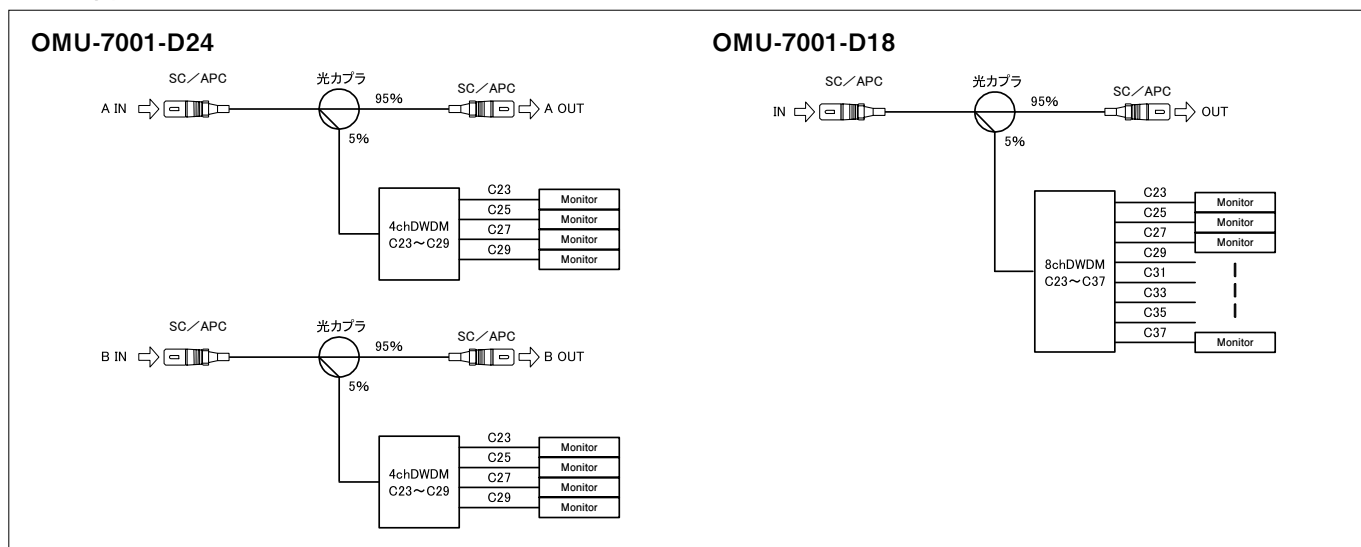 OMU-7001-D24
SC／APC 光カプラ
95% SC／APC
A IN A OUT
5%
4chDWDM
C23～C29
C23 Monitor
C25 Monitor
C27 Monitor
C29 Monitor
SC／APC 光カプラ
95% SC／APC
B IN B OUT
5%
4chDWDM
C23～C29
C23 Monitor
C25 Monitor
C27 Monitor
C29 Monitor
OMU-7001-D18
SC／APC 光カプラ
95% SC／APC
IN OUT
5%
8chDWDM
C23～C37
C23 Monitor
C25 Monitor
C27 Monitor
C29
C31
C33
C35
C37 Monitor